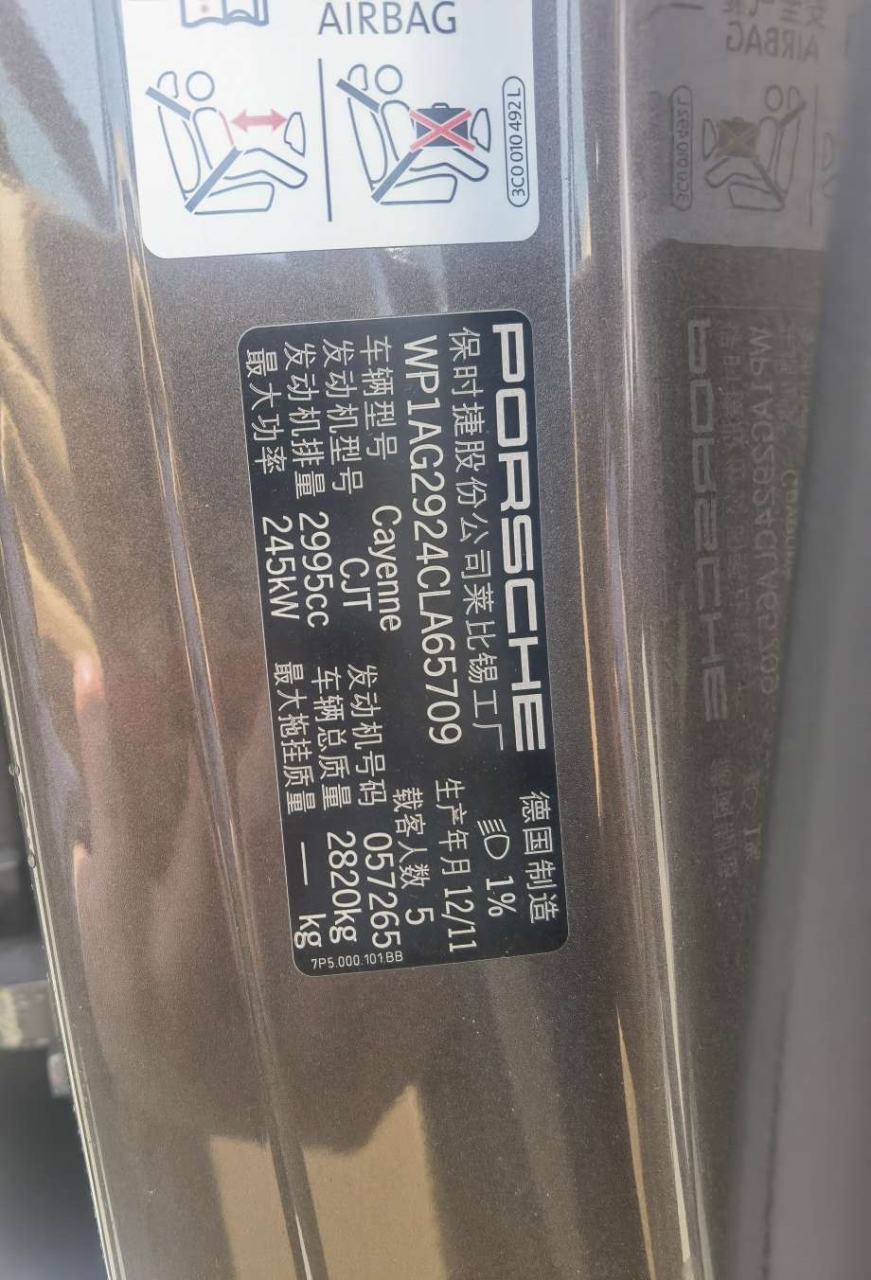 AIRBAG
3C0 010 492 L
PORSCHE 德国制造
保时捷股份公司莱比锡工厂 1%
WP1AG2924CLA65709 生产年月 12/11
车辆型号 Cayenne 载客人数 5
发动机型号 CJT 发动机号码 057265
发动机排量 2995cc 车辆总质量 2820kg
最大功率 245kW 最大拖挂质量 — kg
7P5.000.101.BB